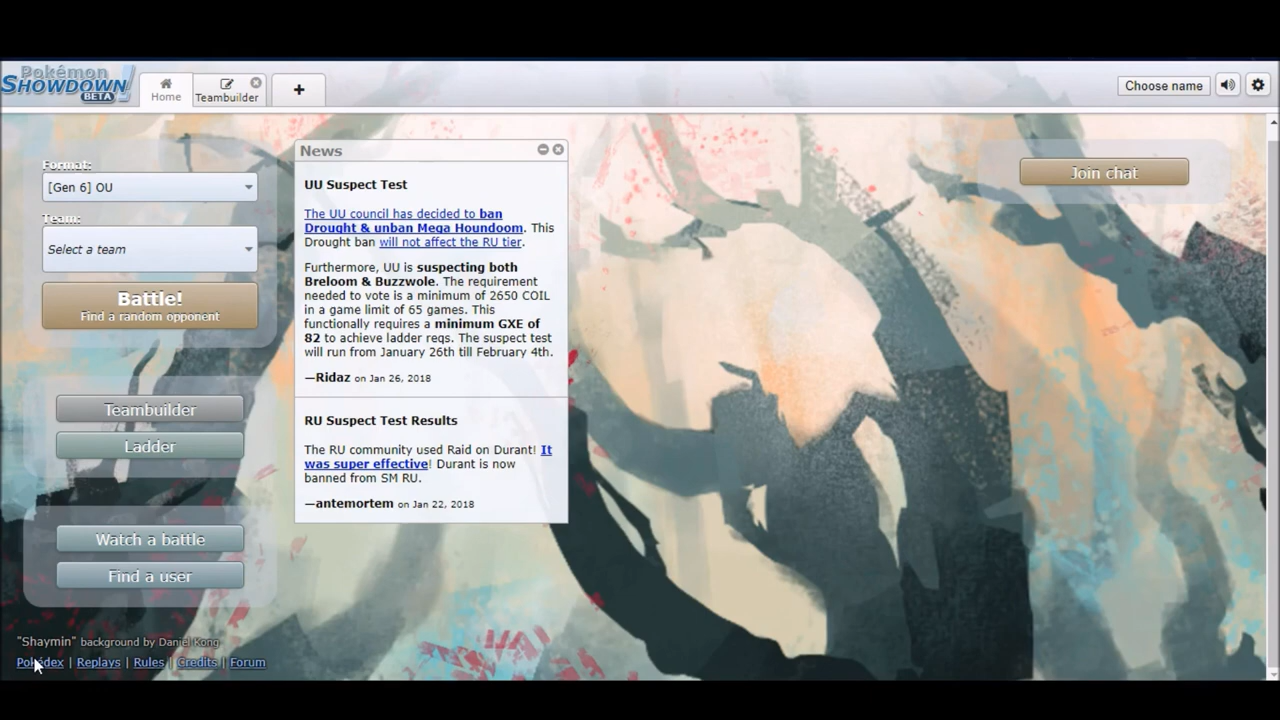 Pokémon
SHOWDOWN!
BETA
Home
Teambuilder
+
Choose name
Format:
[Gen 6] OU
Team:
Select a team
Battle!
Find a random opponent
Teambuilder
Ladder
Watch a battle
Find a user
"Shaymin" background by Daniel Kong
Pokédex | Replays | Rules | Credits | Forum
News
UU Suspect Test
The UU council has decided to ban
Drought & unban Mega Houndoom. This
Drought ban will not affect the RU tier.
Furthermore, UU is suspecting both
Breloom & Buzzwole. The requirement
needed to vote is a minimum of 2650 COIL
in a game limit of 65 games. This
functionally requires a minimum GXE of
82 to achieve ladder reqs. The suspect test
will run from January 26th till February 4th.
—Ridaz on Jan 26, 2018
RU Suspect Test Results
The RU community used Raid on Durant! It
was super effective! Durant is now
banned from SM RU.
—antemortem on Jan 22, 2018
Join chat